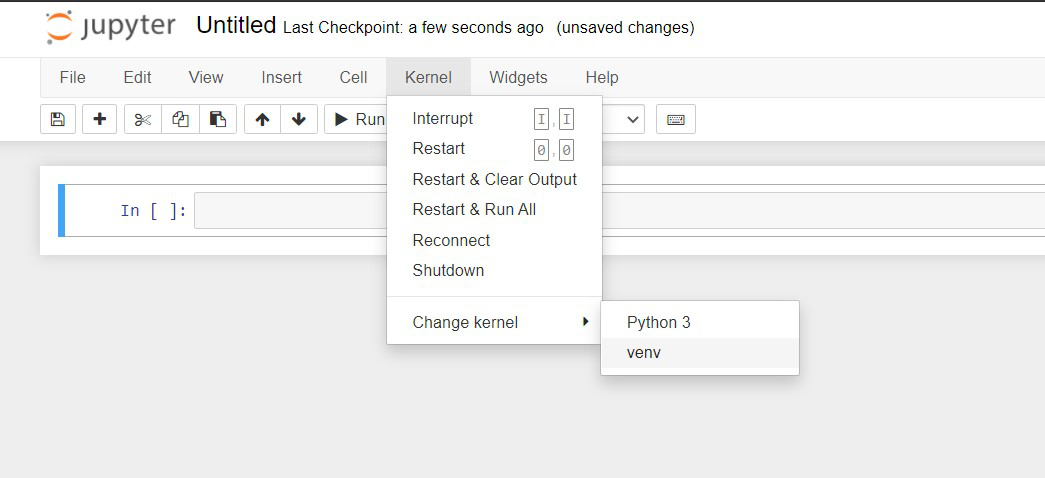 jupyter Untitled Last Checkpoint: a few seconds ago (unsaved changes)
File Edit View Insert Cell Kernel Widgets Help
Run
Interrupt I, I
Restart 0, 0
Restart & Clear Output
Restart & Run All
Reconnect
Shutdown
Change kernel
Python 3
venv
In [ ]: